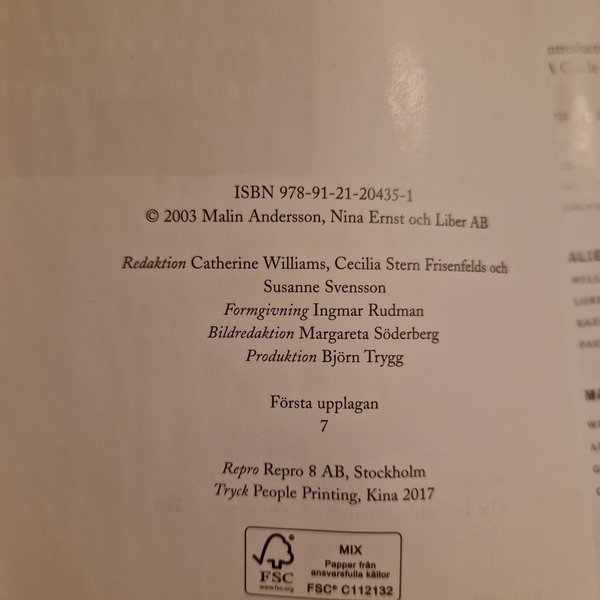 ISBN 978-91-21-20435-1
© 2003 Malin Andersson, Nina Ernst och Liber AB
Redaktion Catherine Williams, Cecilia Stern Frisenfelds och
Susanne Svensson
Formgivning Ingmar Rudman
Bildredaktion Margareta Söderberg
Produktion Björn Trygg
Första upplagan
7
Repro Repro 8 AB, Stockholm
Tryck People Printing, Kina 2017
FSC
www.fsc.org
MIX
Papper från
ansvarsfulla källor
FSC® C112132